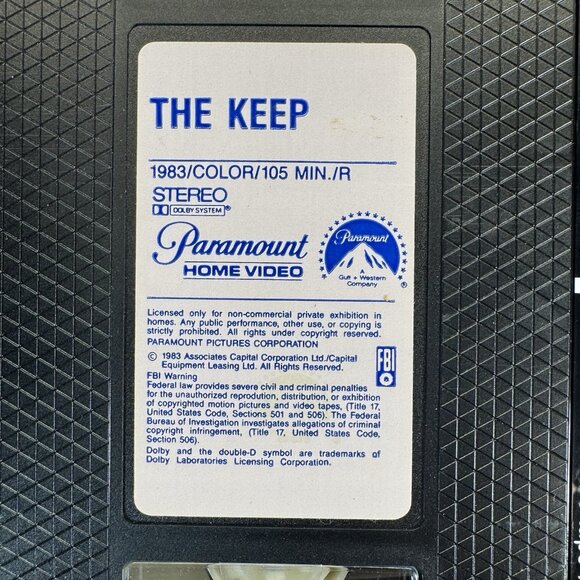 THE KEEP
1983/COLOR/105 MIN./R
STEREO
DOLBY SYSTEM®
Paramount
HOME VIDEO
Paramount
A
Gulf + Western
Company
®
Licensed only for non-commercial private exhibition in
homes. Any public performance, other use, or copying is
strictly prohibited. All rights under copyright reserved.
PARAMOUNT PICTURES CORPORATION
© 1983 Associates Capital Corporation Ltd./Capital
Equipment Leasing Ltd. All Rights Reserved.
FBI
FBI Warning
Federal law provides severe civil and criminal penalties
for the unauthorized reprodution, distribution, or exhibition
of copyrighted motion pictures and video tapes, (Title 17,
United States Code, Sections 501 and 506). The Federal
Bureau of Investigation investigates allegations of criminal
copyright infringement, (Title 17, United States Code,
Section 506).
Dolby and the double-D symbol are trademarks of
Dolby Laboratories Licensing Corporation.